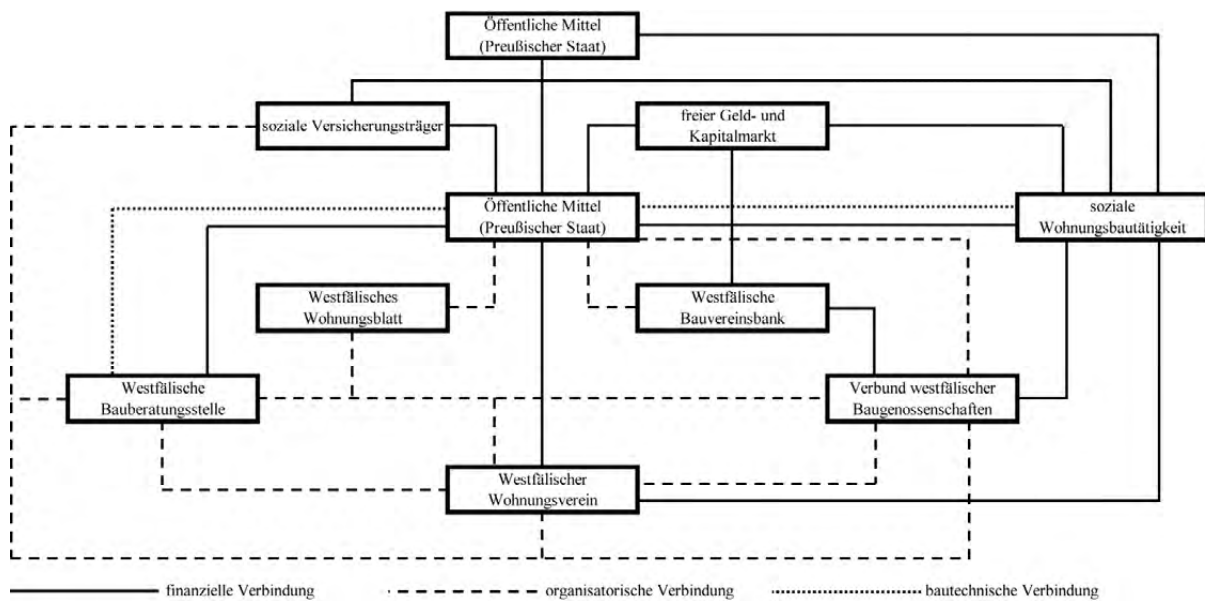 Öffentliche Mittel
(Preußischer Staat)
soziale Versicherungsträger
freier Geld- und
Kapitalmarkt
Öffentliche Mittel
(Preußischer Staat)
soziale
Wohnungsbautätigkeit
Westfälisches
Wohnungsblatt
Westfälische
Bauvereinsbank
Westfälische
Bauberatungsstelle
Verbund westfälischer
Baugenossenschaften
Westfälischer
Wohnungsverein
finanzielle Verbindung
organisatorische Verbindung
bautechnische Verbindung